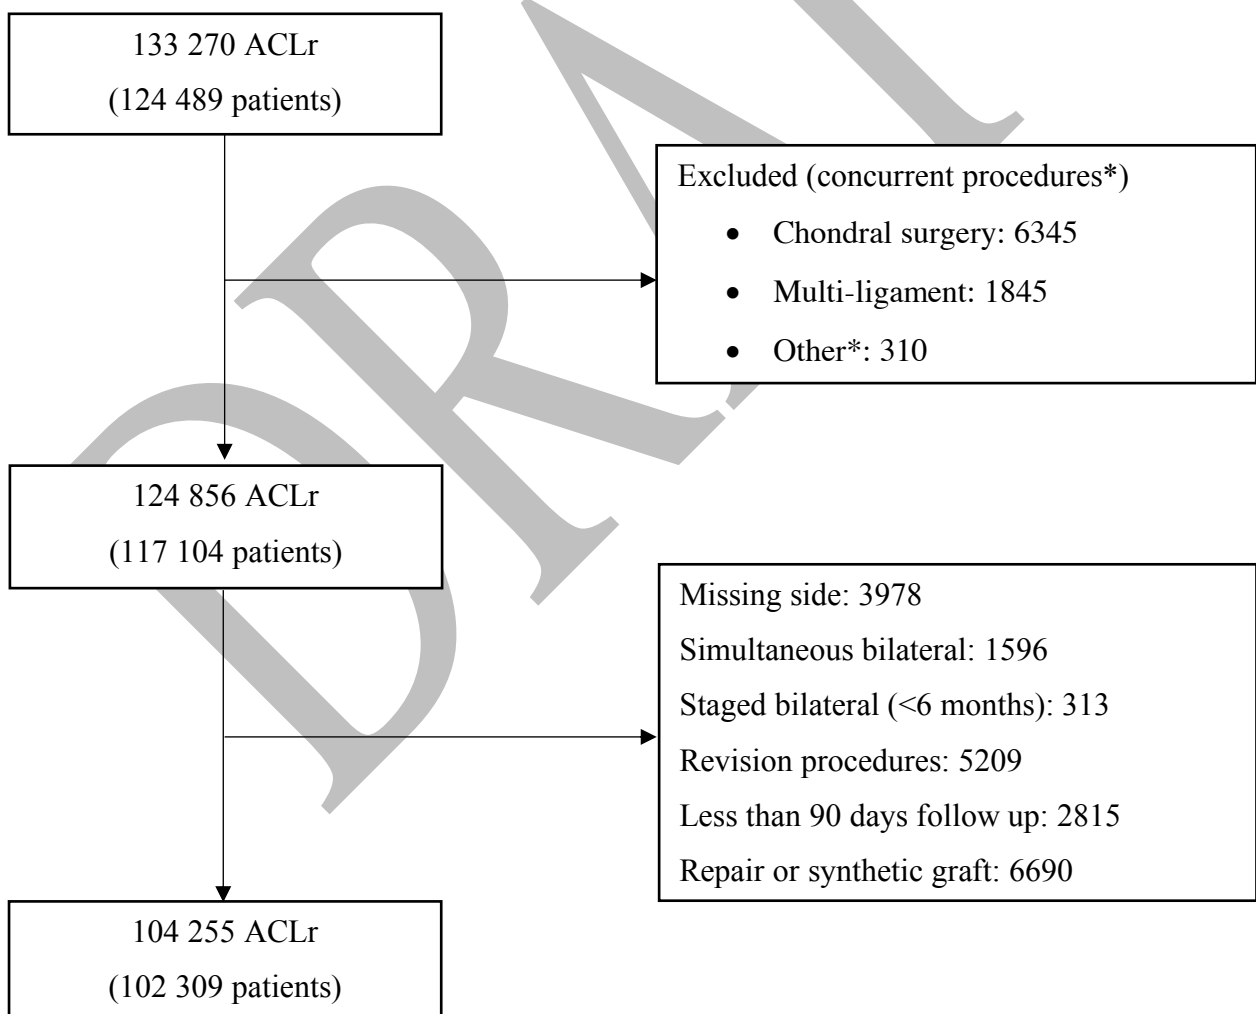 133 270 ACLr
(124 489 patients)
Excluded (concurrent procedures*)
• Chondral surgery: 6345
• Multi-ligament: 1845
• Other*: 310
124 856 ACLr
(117 104 patients)
Missing side: 3978
Simultaneous bilateral: 1596
Staged bilateral (<6 months): 313
Revision procedures: 5209
Less than 90 days follow up: 2815
Repair or synthetic graft: 6690
104 255 ACLr
(102 309 patients)
DRA